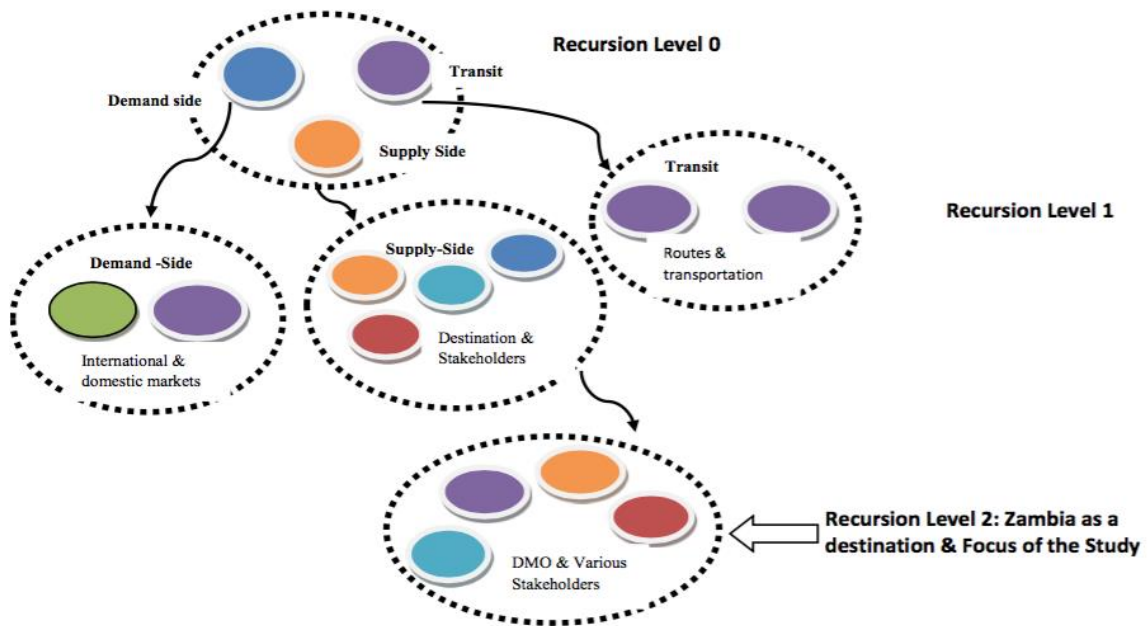 Recursion Level 0
Transit
Demand side
Supply Side
Transit
Recursion Level 1
Routes &
transportation
Demand -Side
International &
domestic markets
Supply-Side
Destination &
Stakeholders
Recursion Level 2: Zambia as a
destination & Focus of the Study
DMO & Various
Stakeholders